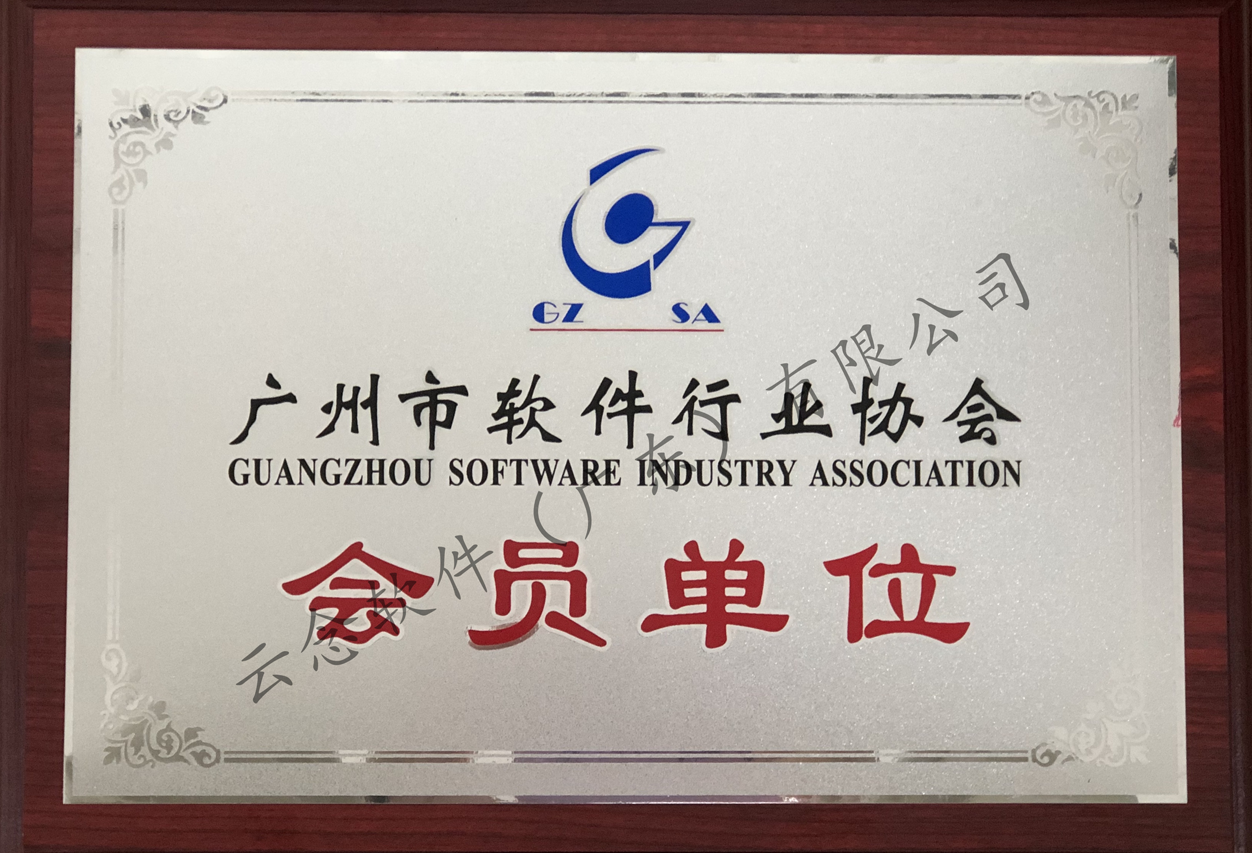 GZ SA
广州市软件行业协会
GUANGZHOU SOFTWARE INDUSTRY ASSOCIATION
会员单位
云念软件（广东）有限公司